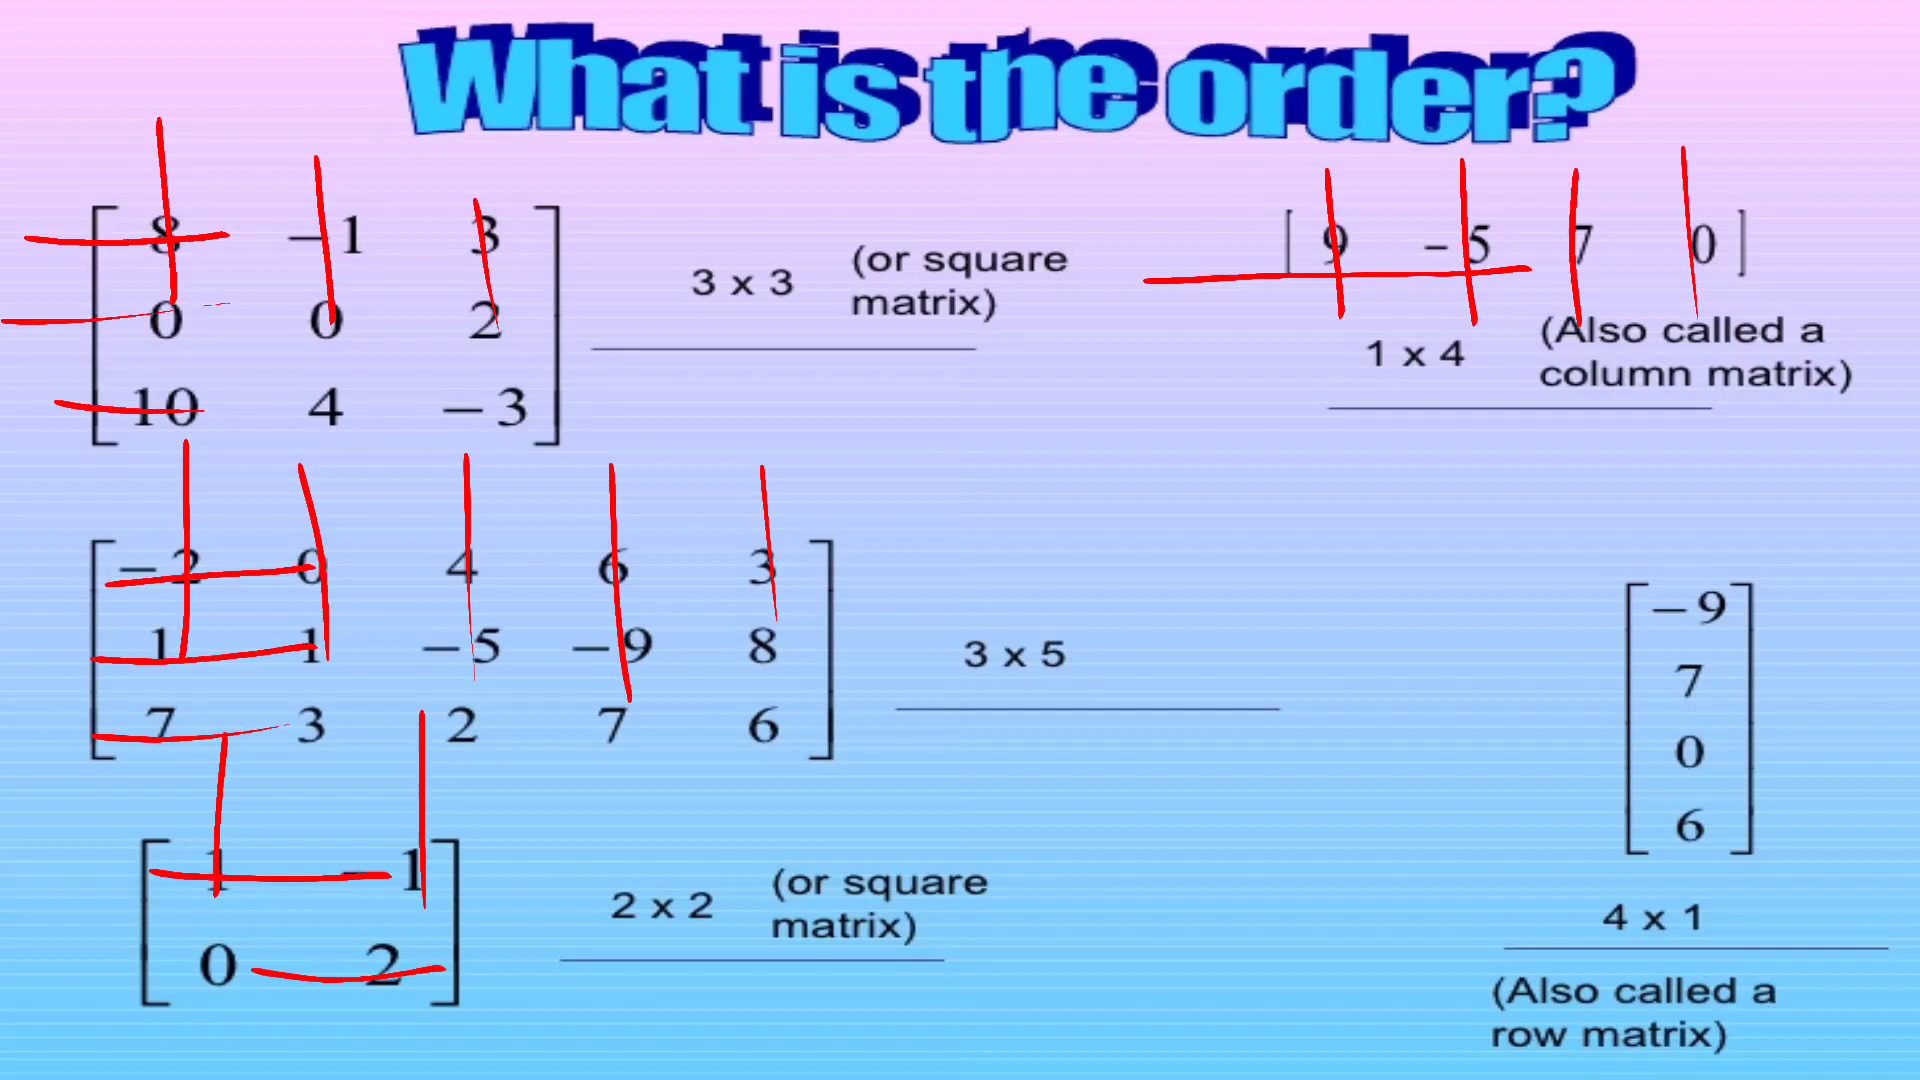 What is the order?
8 −1 3
0 0 2
10 4 −3
3 x 3
(or square
matrix)
[ 9 −5 7 0 ]
1 x 4
(Also called a
column matrix)
−2 0 4 6 3
1 1 −5 −9 8
7 3 2 7 6
3 x 5
−9
7
0
6
4 x 1
(Also called a
row matrix)
1 −1
0 2
2 x 2
(or square
matrix)